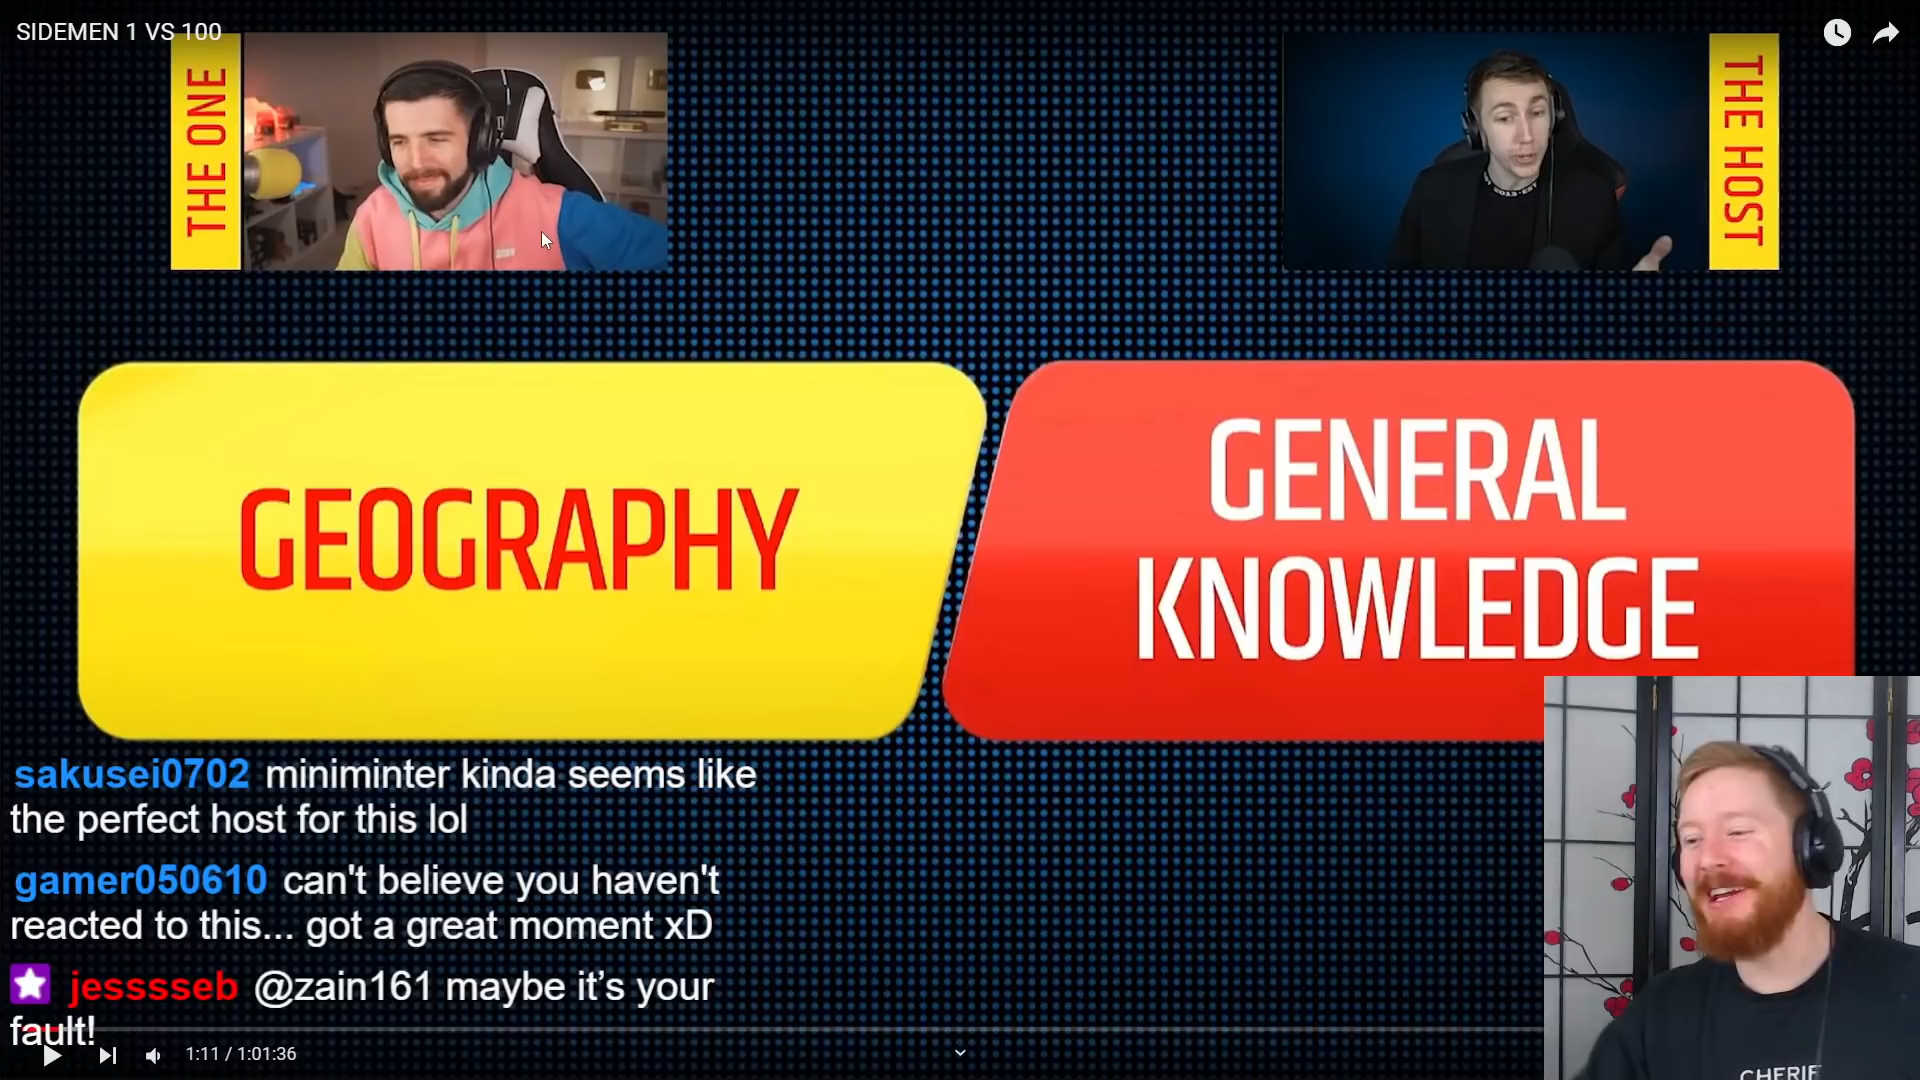 SIDEMEN 1 VS 100
THE ONE
THE HOST
GEOGRAPHY
GENERAL
KNOWLEDGE
sakusei0702 miniminter kinda seems like
the perfect host for this lol
gamer050610 can't believe you haven't
reacted to this... got a great moment xD
jesssseb @zain161 maybe it’s your
fault!
1:11 / 1:01:36
CHERIE